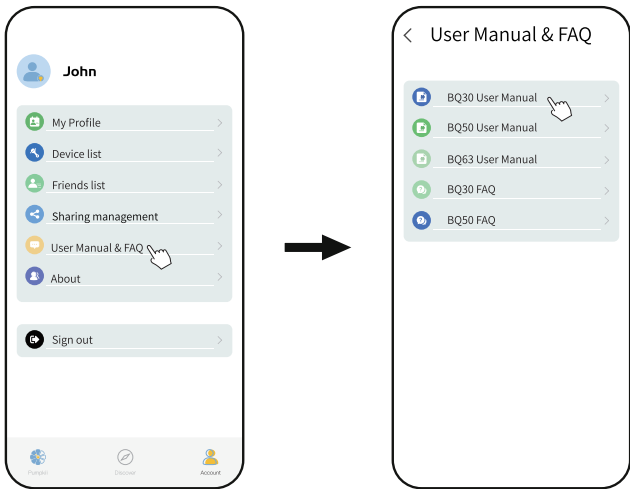 John
My Profile
Device list
Friends list
Sharing management
User Manual & FAQ
About
Sign out
Pumpkii
Discover
Account
User Manual & FAQ
BQ30 User Manual
BQ50 User Manual
BQ63 User Manual
BQ30 FAQ
BQ50 FAQ